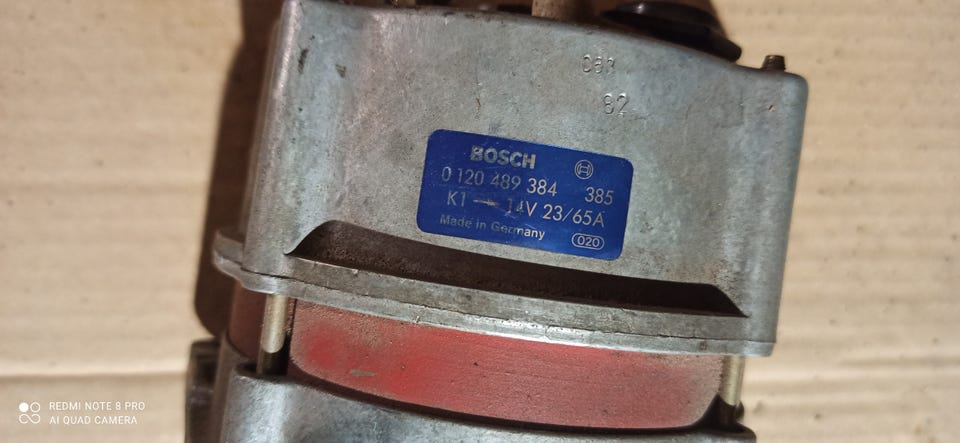 82
BOSCH
0 120 489 384 385
K1 → 14V 23/65A
Made in Germany 020
REDMI NOTE 8 PRO
AI QUAD CAMERA